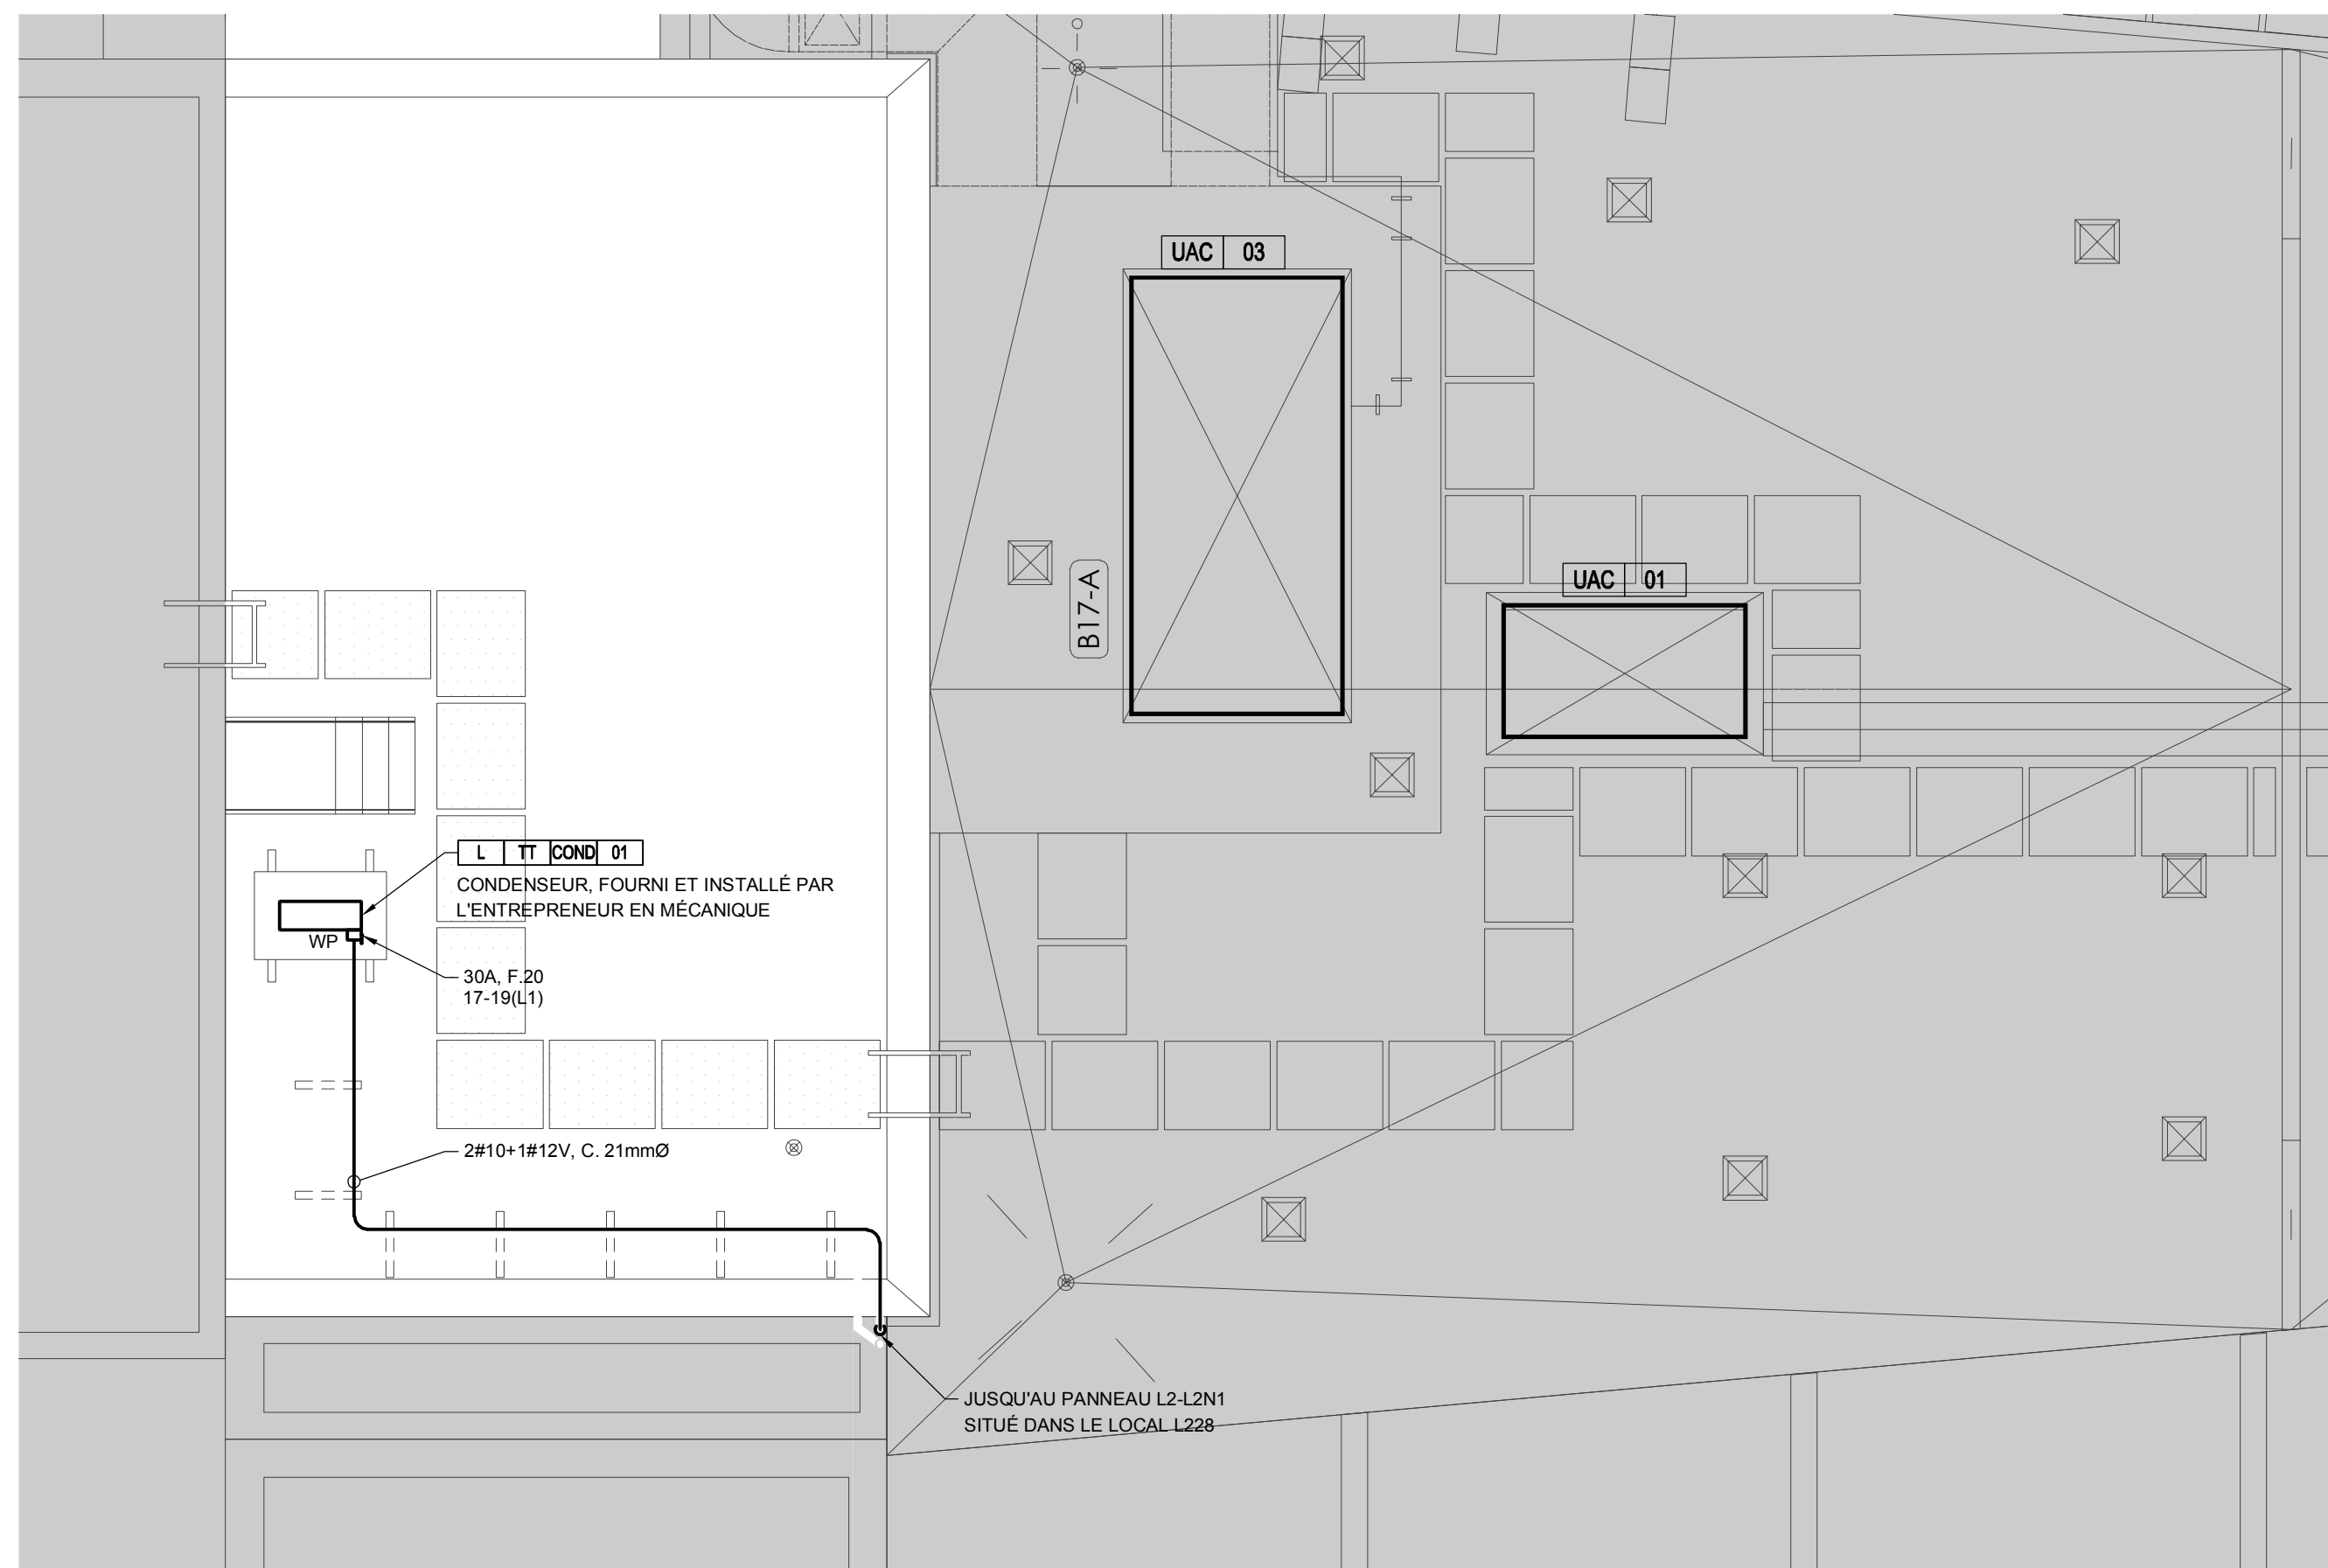 UAC 03
B17-A
UAC 01
L TT COND 01
CONDENSEUR, FOURNI ET INSTALLÉ PAR
L'ENTREPRENEUR EN MÉCANIQUE
WP
30A, F.20
17-19(L1)
2#10+1#12V, C. 21mmØ
JUSQU'AU PANNEAU L2-L2N1
SITUÉ DANS LE LOCAL L228